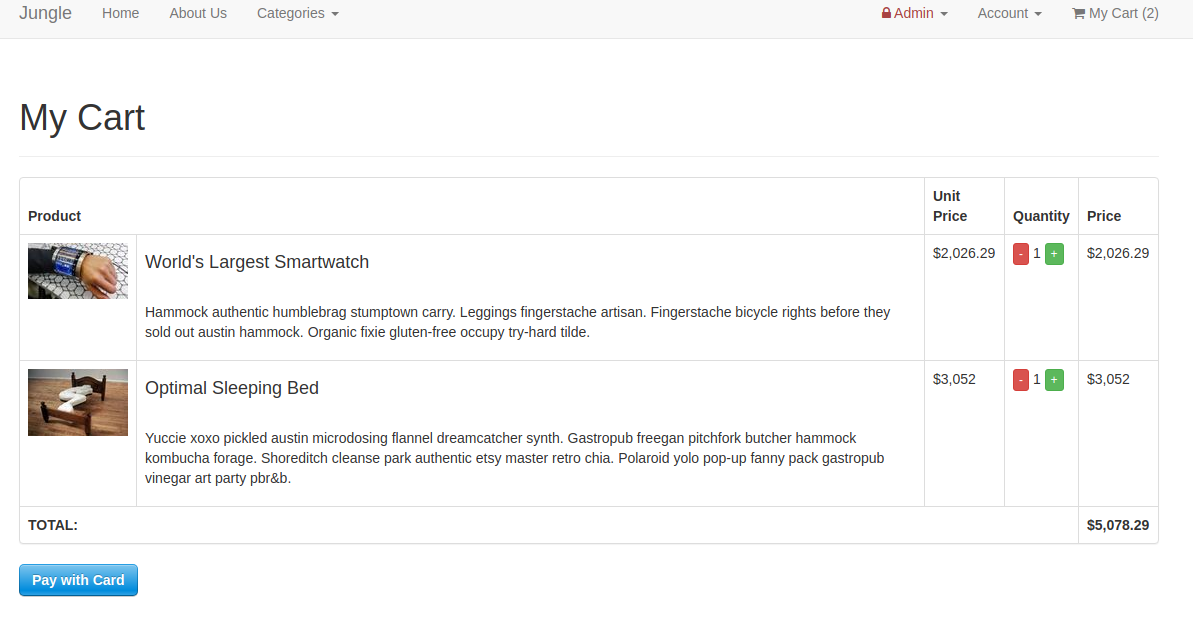 Jungle Home About Us Categories Admin Account My Cart (2)
My Cart
Product Unit Price Quantity Price
World's Largest Smartwatch $2,026.29 - 1 + $2,026.29
Hammock authentic humblebrag stumptown carry. Leggings fingerstache artisan. Fingerstache bicycle rights before they
sold out austin hammock. Organic fixie gluten-free occupy try-hard tilde.
Optimal Sleeping Bed $3,052 - 1 + $3,052
Yuccie xoxo pickled austin microdosing flannel dreamcatcher synth. Gastropub freegan pitchfork butcher hammock
kombucha forage. Shoreditch cleanse park authentic etsy master retro chia. Polaroid yolo pop-up fanny pack gastropub
vinegar art party pbr&b.
TOTAL: $5,078.29
Pay with Card